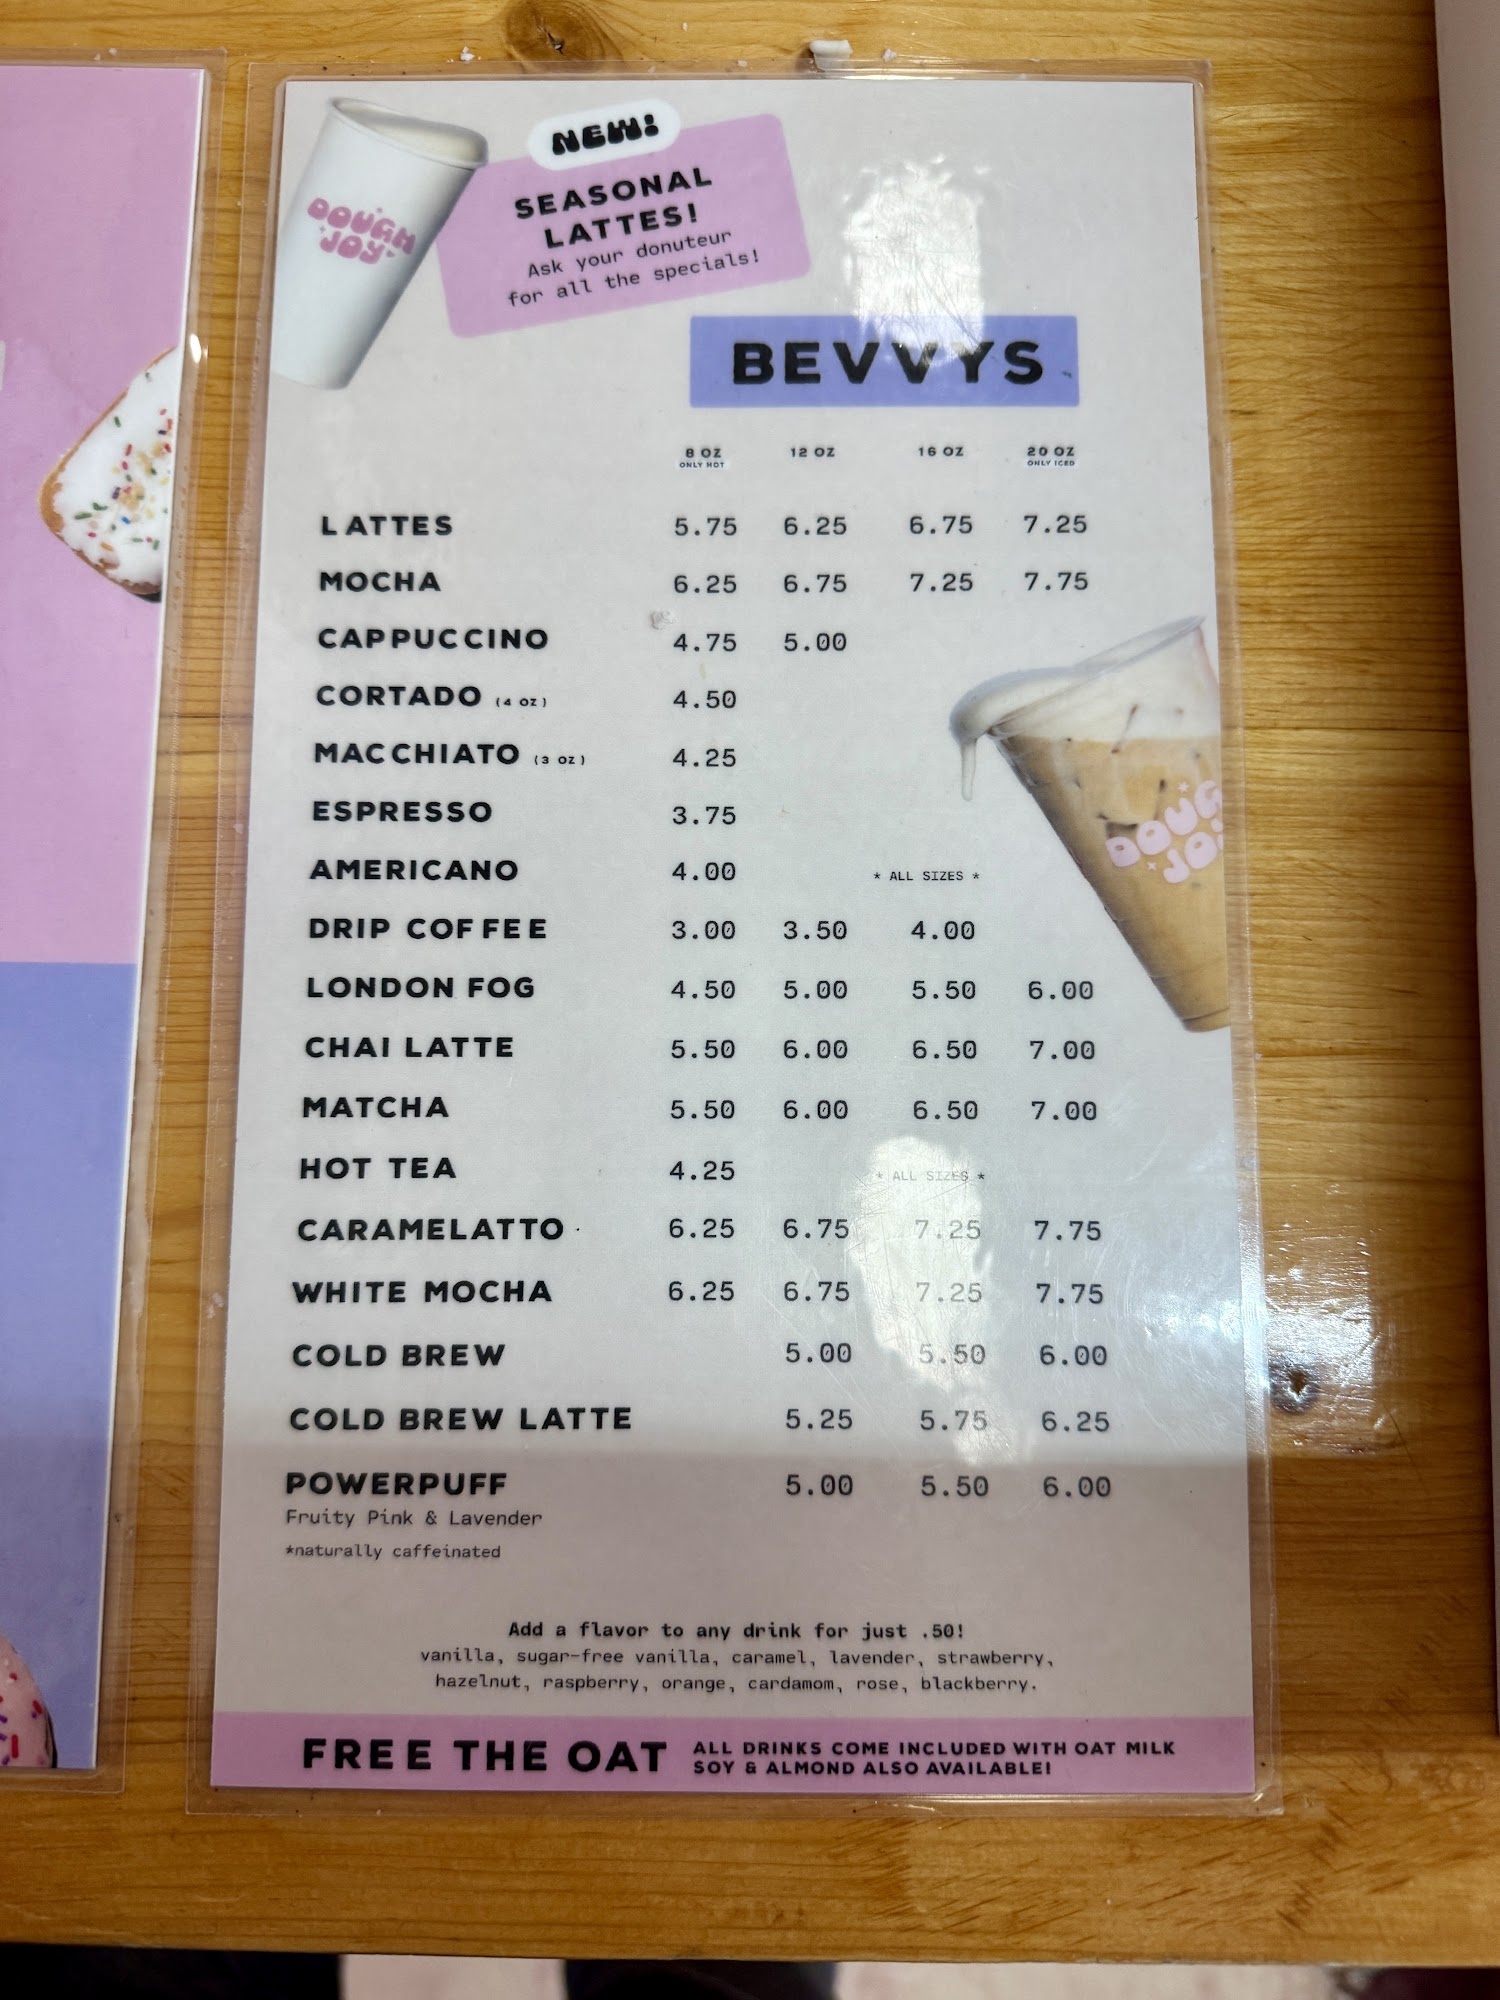 DOUGH
JOY
NEW!
SEASONAL
LATTES!
Ask your donuteur
for all the specials!
BEVVYS
8 OZ 12 OZ 16 OZ 20 OZ
ONLY HOT ONLY ICED
LATTES 5.75 6.25 6.75 7.25
MOCHA 6.25 6.75 7.25 7.75
CAPPUCCINO 4.75 5.00
CORTADO (4 OZ) 4.50
MACCHIATO (3 OZ) 4.25
ESPRESSO 3.75
AMERICANO 4.00 * ALL SIZES *
DRIP COFFEE 3.00 3.50 4.00
LONDON FOG 4.50 5.00 5.50 6.00
CHAI LATTE 5.50 6.00 6.50 7.00
MATCHA 5.50 6.00 6.50 7.00
HOT TEA 4.25 * ALL SIZES *
CARAMELATTO 6.25 6.75 7.25 7.75
WHITE MOCHA 6.25 6.75 7.25 7.75
COLD BREW 5.00 5.50 6.00
COLD BREW LATTE 5.25 5.75 6.25
POWERPUFF 5.00 5.50 6.00
Fruity Pink & Lavender
*naturally caffeinated
DOUG
JO
Add a flavor to any drink for just .50!
vanilla, sugar-free vanilla, caramel, lavender, strawberry,
hazelnut, raspberry, orange, cardamom, rose, blackberry.
FREE THE OAT ALL DRINKS COME INCLUDED WITH OAT MILK
SOY & ALMOND ALSO AVAILABLE!